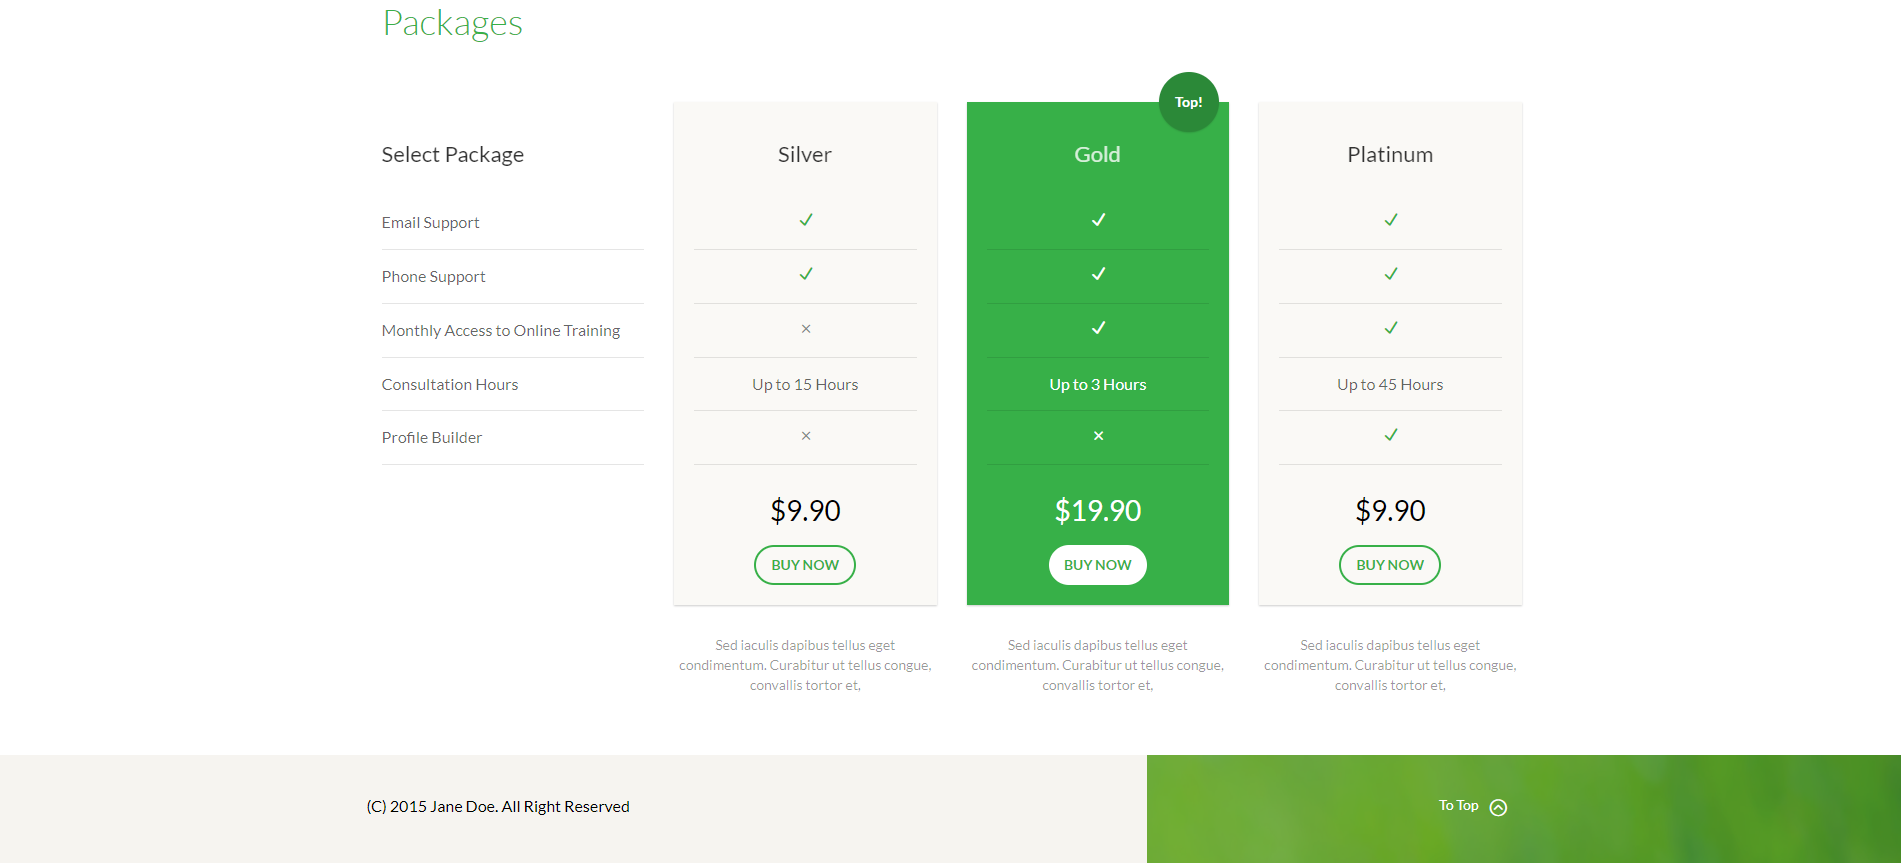 Packages
Top!
Select Package Silver Gold Platinum
Email Support
Phone Support
Monthly Access to Online Training
Consultation Hours Up to 15 Hours Up to 3 Hours Up to 45 Hours
Profile Builder
$9.90 $19.90 $9.90
BUY NOW BUY NOW BUY NOW
Sed iaculis dapibus tellus eget
condimentum. Curabitur ut tellus congue,
convallis tortor et,
Sed iaculis dapibus tellus eget
condimentum. Curabitur ut tellus congue,
convallis tortor et,
Sed iaculis dapibus tellus eget
condimentum. Curabitur ut tellus congue,
convallis tortor et,
(C) 2015 Jane Doe. All Right Reserved
To Top